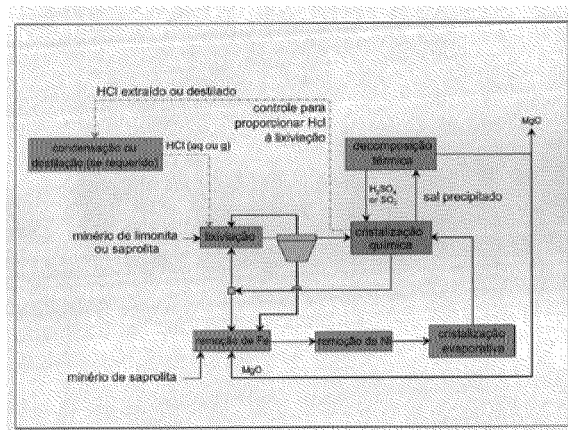 HCl extraído ou destilado
controle para
proporcionar Hcl
à lixiviação
MgO
condensação ou
destilação (se requerido)
HCl (aq ou g)
decomposição
térmica
H₂SO₄
or SO₂
sal precipitado
minério de limonita
ou saprolita
lixiviação
cristalização
química
remoção de Fe
remoção de Ni
cristalização
evaporativa
minério de saprolita
MgO